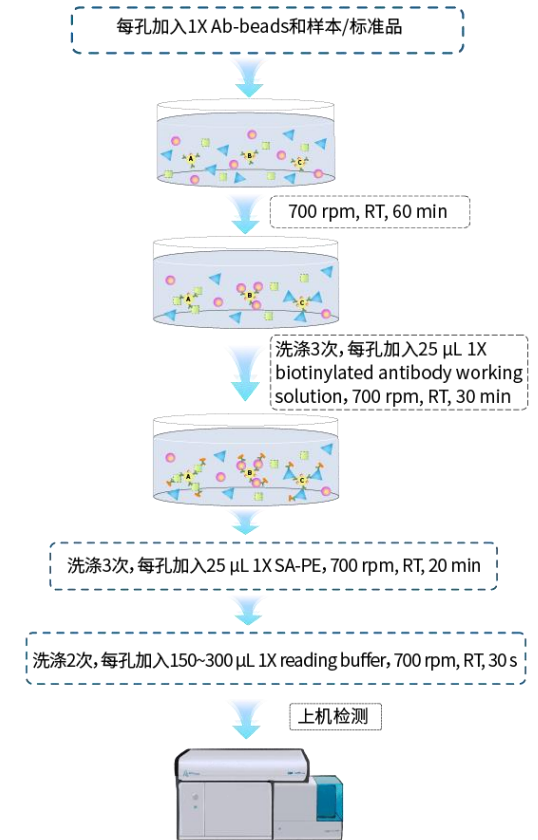 每孔加入1X Ab-beads和样本/标准品
A
B
C
700 rpm, RT, 60 min
A
B
C
洗涤3次，每孔加入25 μL 1X
biotinylated antibody working
solution，700 rpm, RT, 30 min
A
B
C
洗涤3次，每孔加入25 μL 1X SA-PE，700 rpm, RT, 20 min
洗涤2次，每孔加入150~300 μL 1X reading buffer，700 rpm, RT, 30 s
上机检测